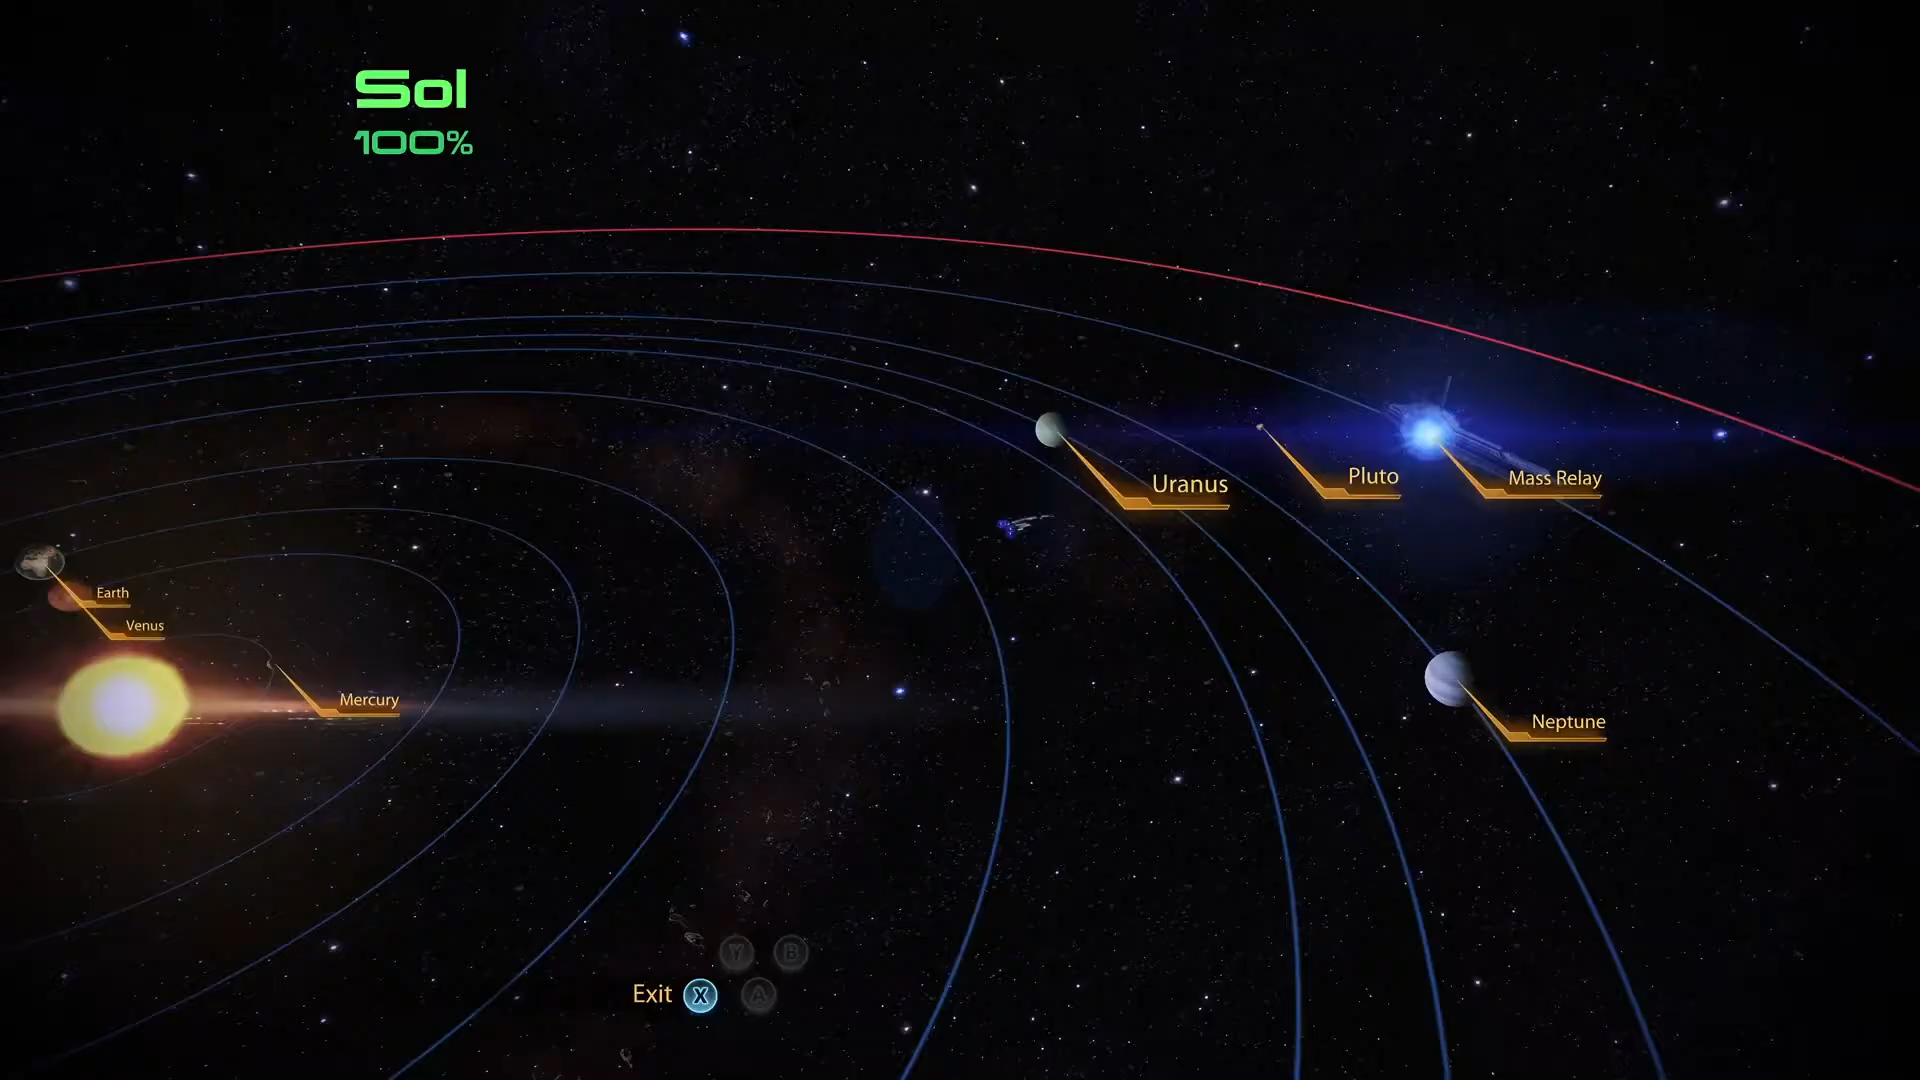 Sol
100%
Uranus
Pluto
Mass Relay
Earth
Venus
Mercury
Neptune
Y B
Exit X A